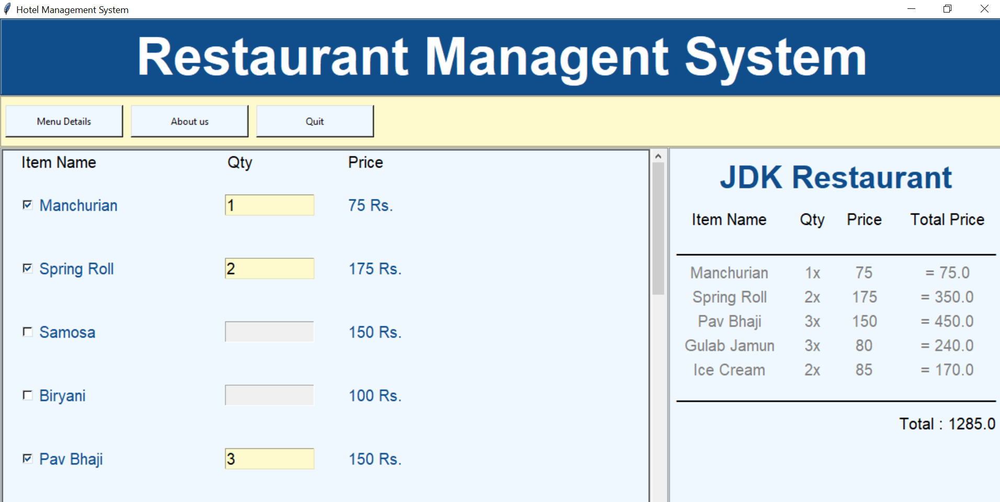 Hotel Management System
Restaurant Managent System
Menu Details About us Quit
Item Name Qty Price
Manchurian 1 75 Rs.
Spring Roll 2 175 Rs.
Samosa 150 Rs.
Biryani 100 Rs.
Pav Bhaji 3 150 Rs.
JDK Restaurant
Item Name Qty Price Total Price
Manchurian 1x 75 = 75.0
Spring Roll 2x 175 = 350.0
Pav Bhaji 3x 150 = 450.0
Gulab Jamun 3x 80 = 240.0
Ice Cream 2x 85 = 170.0
Total : 1285.0